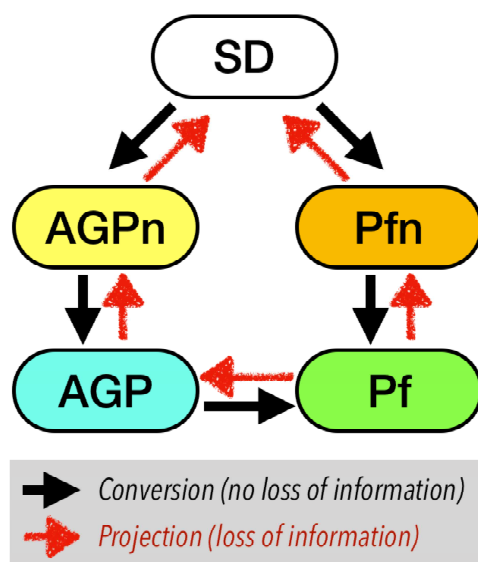 SD
AGPn Pfn
AGP Pf
Conversion (no loss of information)
Projection (loss of information)